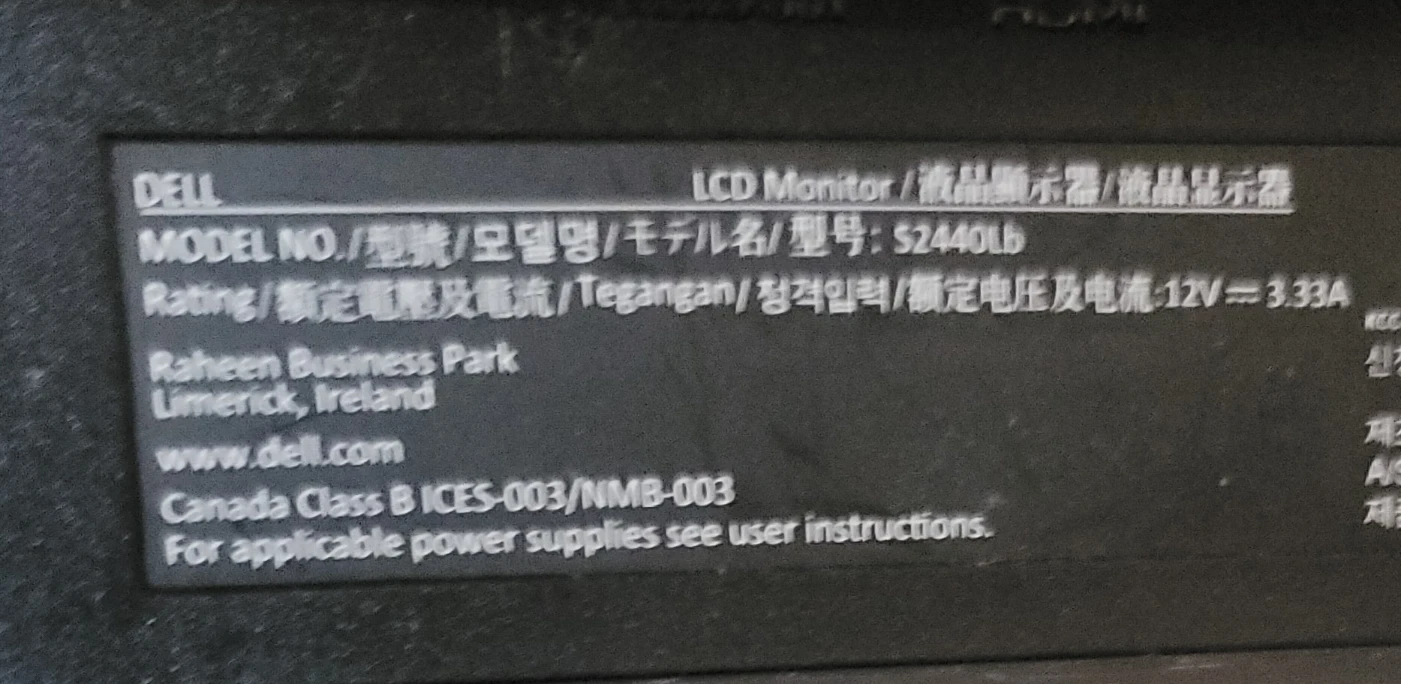 HDMI
DELL LCD Monitor / 液晶顯示器/液晶显示器
MODEL NO./型號/모델명/モデル名/型号: S2440Lb
Rating/額定電壓及電流/Tegangan/정격입력/额定电压及电流:12V⎓3.33A
KCC
Raheen Business Park
Limerick, Ireland
www.dell.com
Canada Class B ICES-003/NMB-003
For applicable power supplies see user instructions.